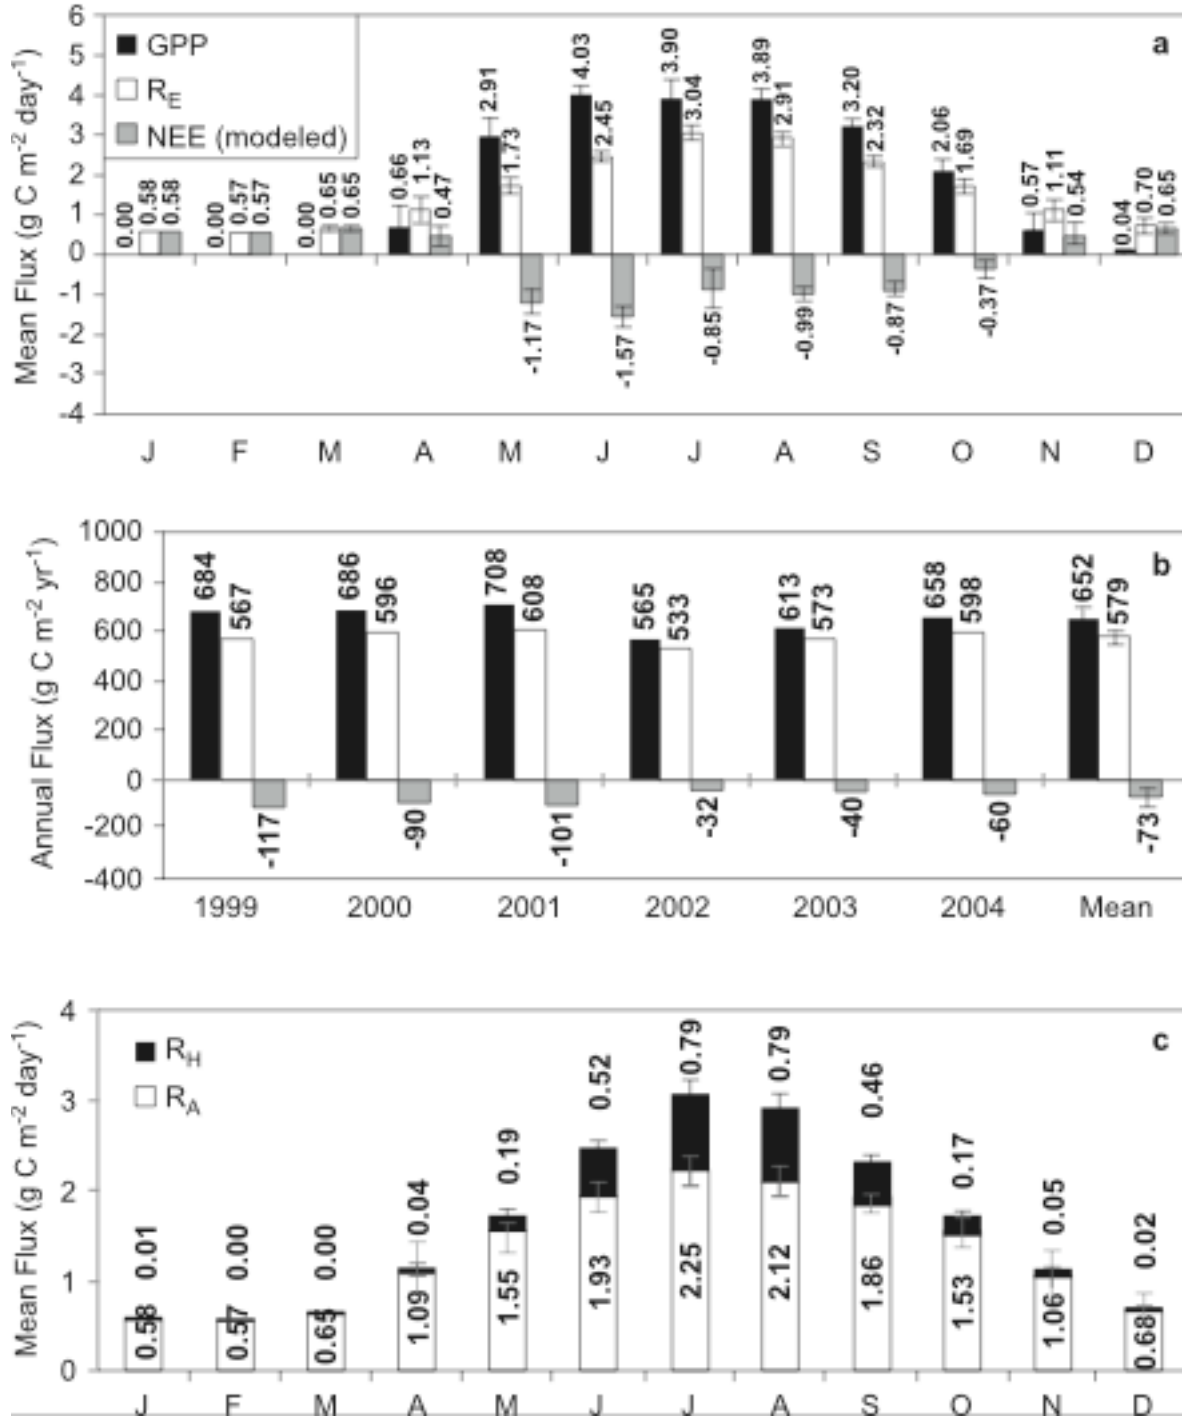 a
GPP
Rm
NEE (modeled)
Mean Flux (g C m-2 day-1)
6
5
4
3
2
1
0
-1
-2
-3
-4
0.00 0.58 0.58
0.00 0.57 0.57
0.00 0.65 0.65
0.66 1.13 0.47
2.91 1.73 -1.17
4.03 2.45 -1.57
3.90 3.04 -0.85
3.89 2.91 -0.99
3.20 2.32 -0.87
2.06 1.69 -0.37
0.57 1.11 0.54
0.04 0.70 0.65
J F M A M J J A S O N D
b
Annual Flux (g C m-2 yr-1)
1000
800
600
400
200
0
-200
-400
684 567 -117
686 596 -90
708 608 -101
565 533 -32
613 573 -40
658 598 -60
652 579 -73
1999 2000 2001 2002 2003 2004 Mean
c
RH
RA
Mean Flux (g C m-2 day-1)
4
3
2
1
0
0.01 0.00 0.00 0.04 0.19 0.52 0.79 0.79 0.46 0.17 0.05 0.02
0.58 0.57 0.65 1.09 1.55 1.93 2.25 2.12 1.86 1.53 1.06 0.68
J F M A M J J A S O N D